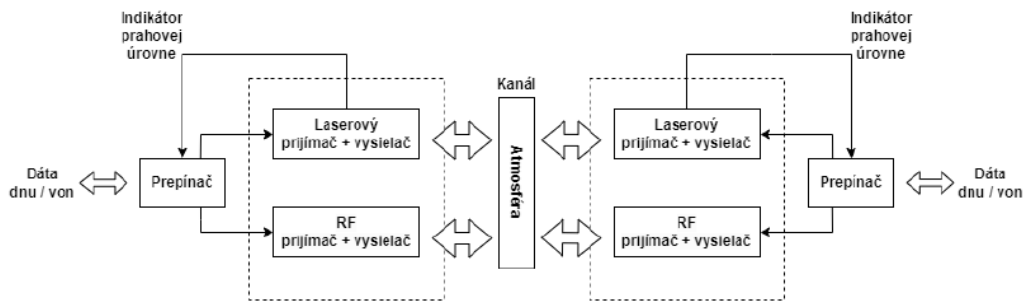 Indikátor
prahovej
úrovne
Indikátor
prahovej
úrovne
Kanál
Laserový
prijímač + vysielač
Laserový
prijímač + vysielač
Dáta
dnu / von
Prepínač
Atmosféra
Prepínač
Dáta
dnu / von
RF
prijímač + vysielač
RF
prijímač + vysielač